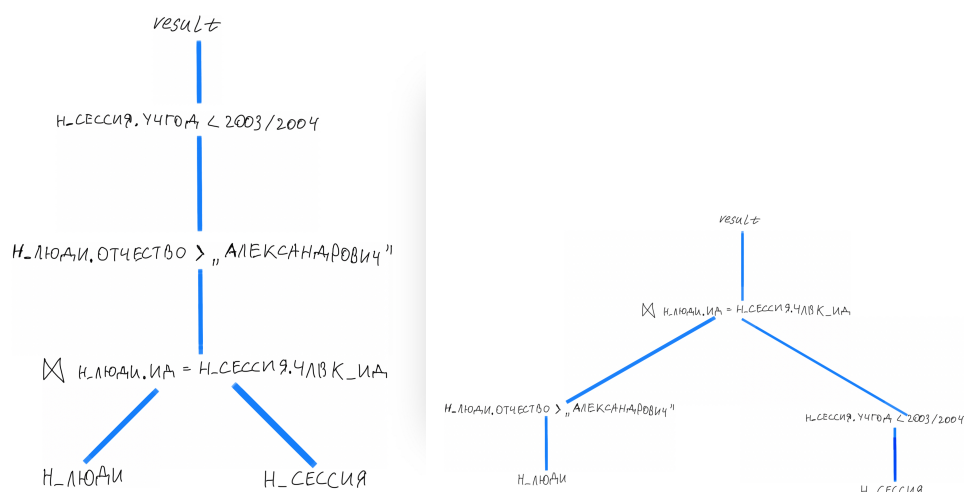 result
Н_СЕССИЯ.УЧГОД < 2003/2004
Н_ЛЮДИ.ОТЧЕСТВО > „АЛЕКСАНДРОВИЧ"
⋈ Н_ЛЮДИ.ИД = Н_СЕССИЯ.ЧЛВК_ИД
Н_ЛЮДИ
Н_СЕССИЯ
result
⋈ Н_ЛЮДИ.ИД = Н_СЕССИЯ.ЧЛВК_ИД
Н_ЛЮДИ.ОТЧЕСТВО > „АЛЕКСАНДРОВИЧ"
Н_СЕССИЯ.УЧГОД < 2003/2004
Н_ЛЮДИ
Н_СЕССИЯ